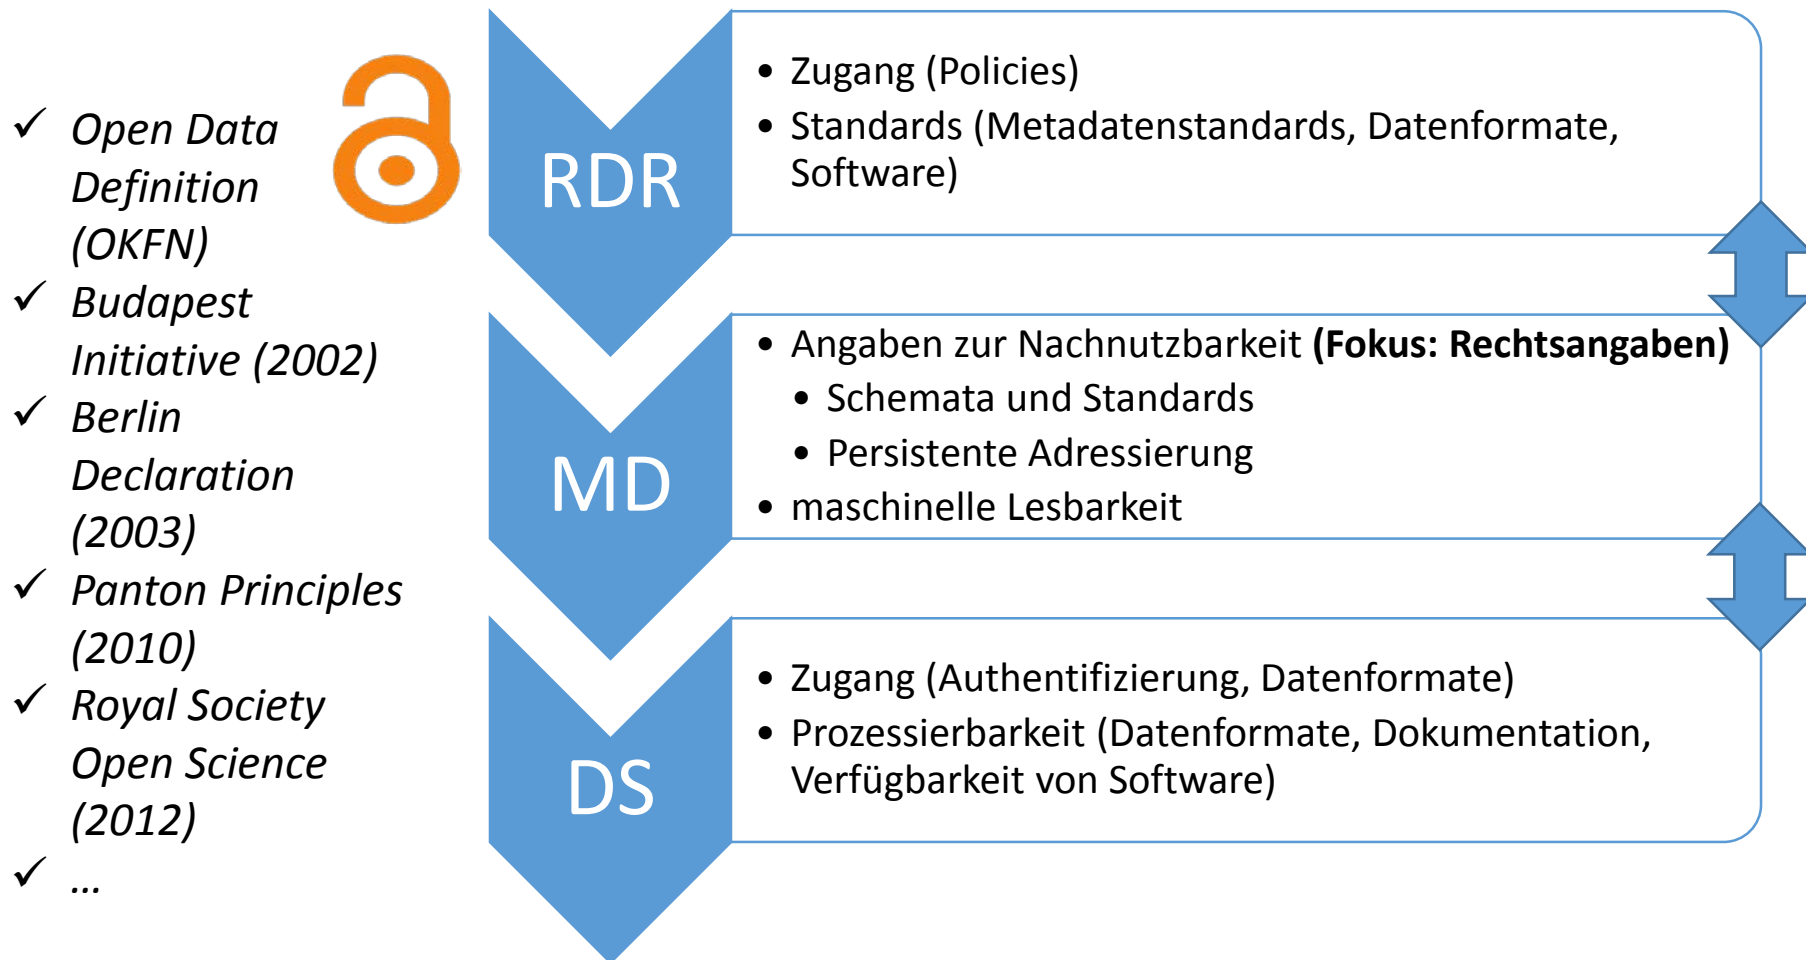 ✓ Open Data
Definition
(OKFN)
✓ Budapest
Initiative (2002)
✓ Berlin
Declaration
(2003)
✓ Panton Principles
(2010)
✓ Royal Society
Open Science
(2012)
✓ ...
RDR
• Zugang (Policies)
• Standards (Metadatenstandards, Datenformate,
Software)
MD
• Angaben zur Nachnutzbarkeit (Fokus: Rechtsangaben)
• Schemata und Standards
• Persistente Adressierung
• maschinelle Lesbarkeit
DS
• Zugang (Authentifizierung, Datenformate)
• Prozessierbarkeit (Datenformate, Dokumentation,
Verfügbarkeit von Software)